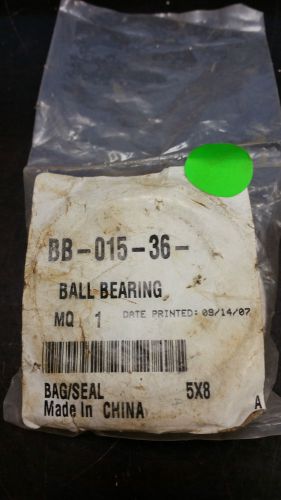 BB-015-36-
BALL BEARING
MQ 1 DATE PRINTED: 09/14/07
BAG/SEAL 5X8
Made In CHINA A